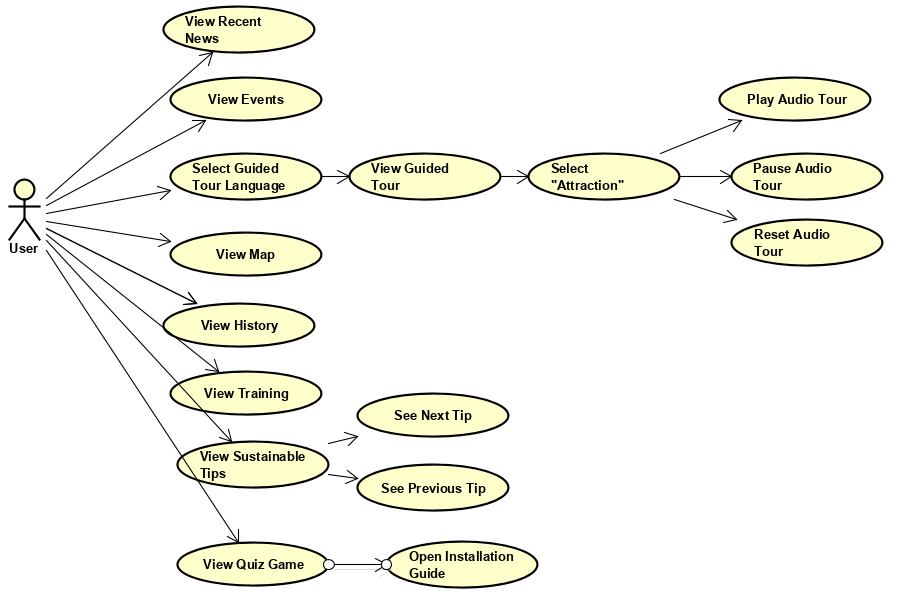 View Recent
News
View Events
Play Audio Tour
Select Guided
Tour Language
View Guided
Tour
Select
"Attraction"
Pause Audio
Tour
User
Reset Audio
Tour
View Map
View History
View Training
See Next Tip
View Sustainable
Tips
See Previous Tip
View Quiz Game
Open Installation
Guide